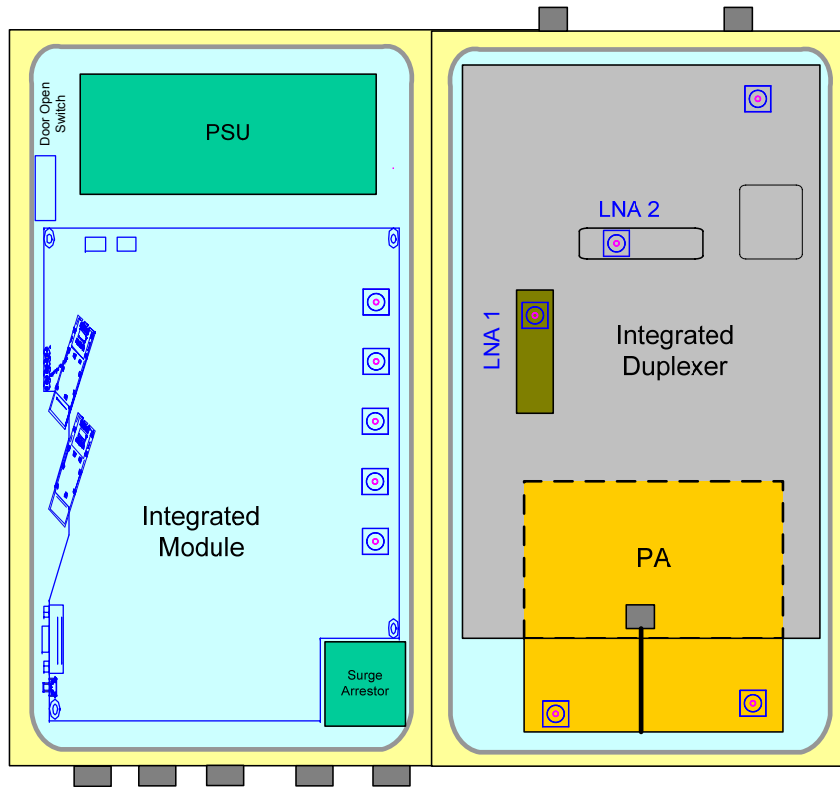 Door Open
Switch
PSU
LNA 2
LNA 1
Integrated
Duplexer
Integrated
Module
PA
Surge
Arrestor